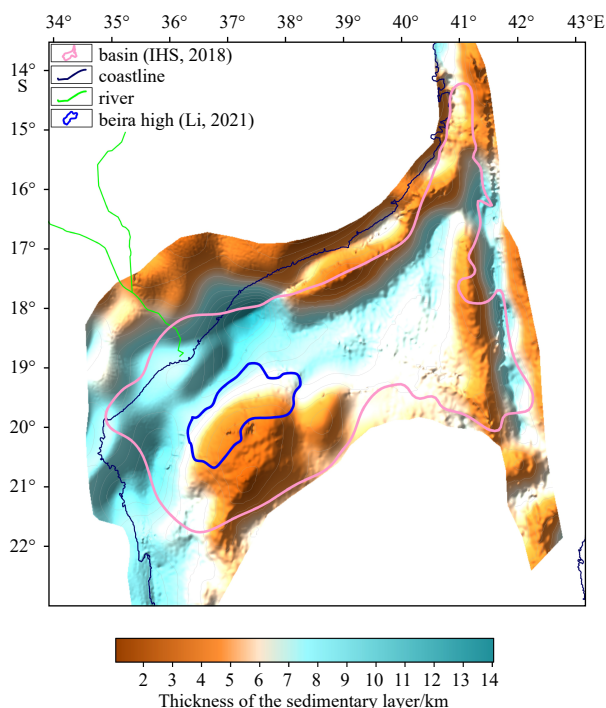 34 35 36 37 38 39 40 41 42 43°E
basin (IHS, 2018)
coastline
river
beira high (Li, 2021)
14°
S
15°
16°
17°
18°
19°
20°
21°
22°
2 3 4 5 6 7 8 9 10 11 12 13 14
Thickness of the sedimentary layer/km